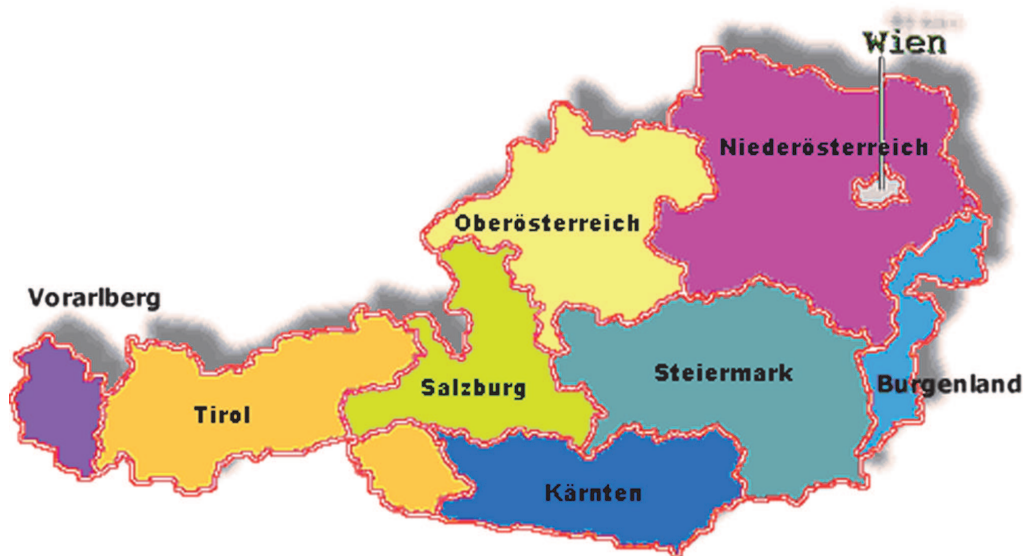 Wien
Niederösterreich
Oberösterreich
Vorarlberg
Steiermark
Salzburg
Burgenland
Tirol
Kärnten